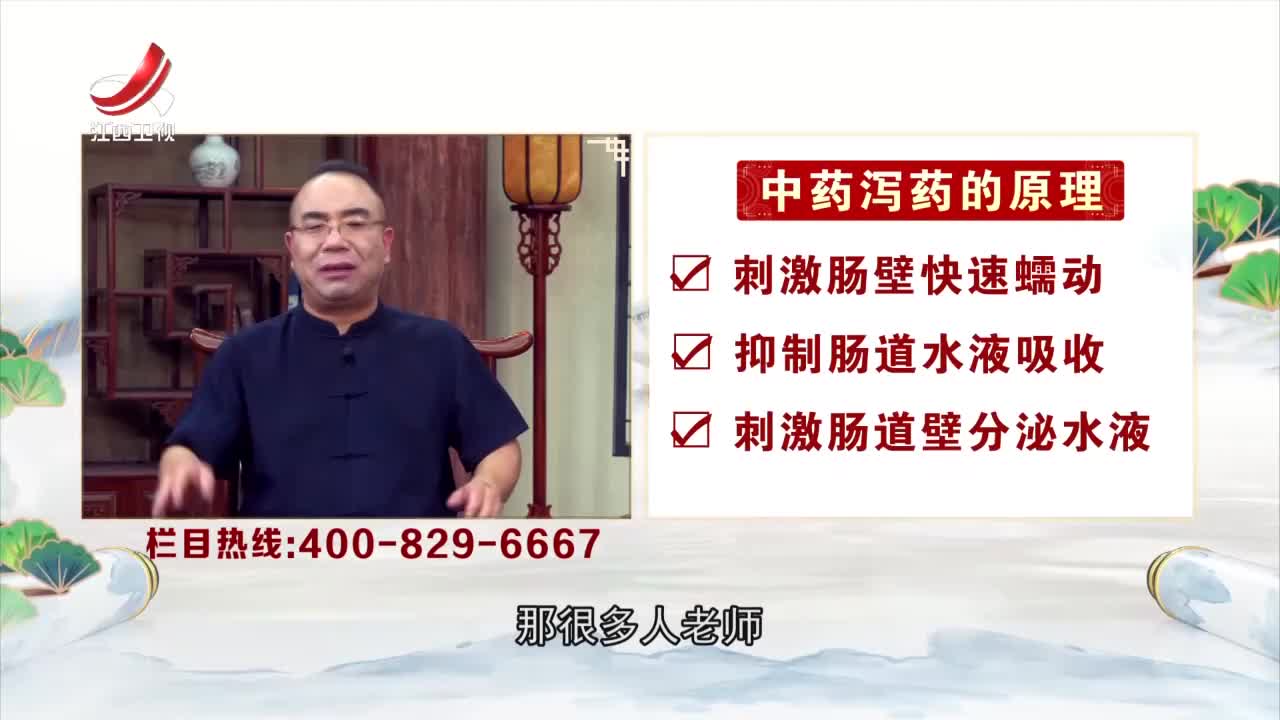 江西卫视
中药泻药的原理
刺激肠壁快速蠕动
抑制肠道水液吸收
刺激肠道壁分泌水液
栏目热线:400-829-6667
那很多人老师